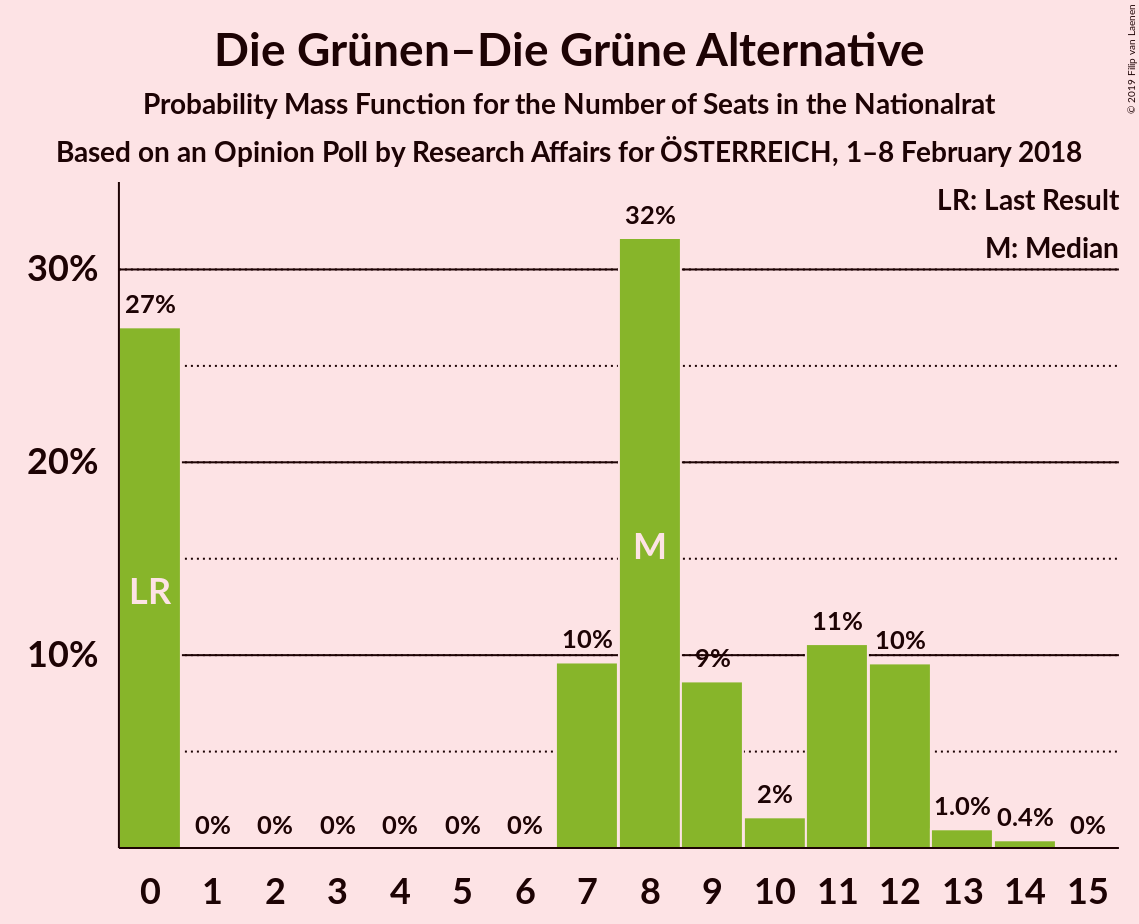 Die Grünen–Die Grüne Alternative
Probability Mass Function for the Number of Seats in the Nationalrat
Based on an Opinion Poll by Research Affairs for ÖSTERREICH, 1–8 February 2018
© 2019 Filip van Laenen
LR: Last Result
M: Median
30%
20%
10%
27%
0%
0%
0%
0%
0%
0%
10%
32%
9%
2%
11%
10%
1.0%
0.4%
0%
LR
M
0 1 2 3 4 5 6 7 8 9 10 11 12 13 14 15